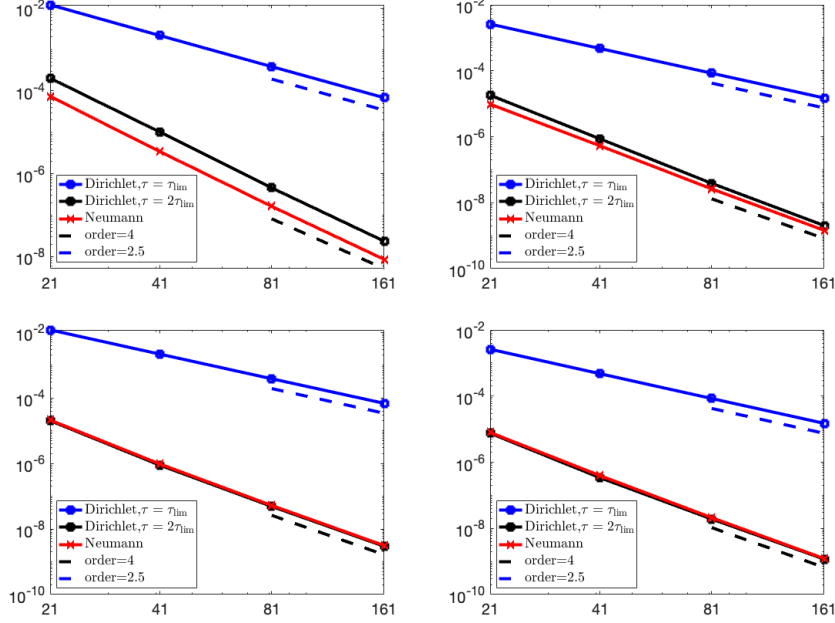 10^-2
10^-4
10^-6
10^-8
21
41
81
161
Dirichlet,τ = τ_lim
Dirichlet,τ = 2τ_lim
Neumann
order=4
order=2.5
10^-2
10^-4
10^-6
10^-8
10^-10
21
41
81
161
Dirichlet,τ = τ_lim
Dirichlet,τ = 2τ_lim
Neumann
order=4
order=2.5
10^-2
10^-4
10^-6
10^-8
10^-10
21
41
81
161
Dirichlet,τ = τ_lim
Dirichlet,τ = 2τ_lim
Neumann
order=4
order=2.5
10^-2
10^-4
10^-6
10^-8
10^-10
21
41
81
161
Dirichlet,τ = τ_lim
Dirichlet,τ = 2τ_lim
Neumann
order=4
order=2.5